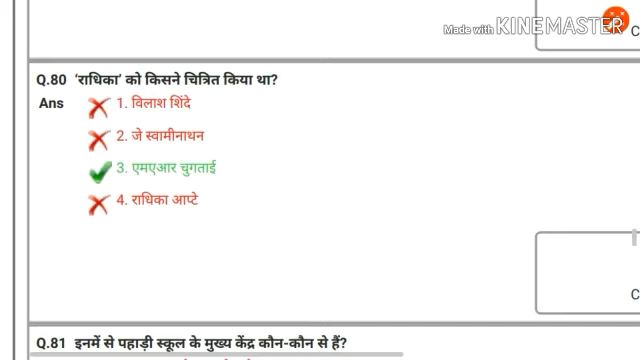 Made with KINEMASTER
C
Q.80 ‘राधिका’ को किसने चित्रित किया था?
Ans 1. विलाश शिंदे
2. जे स्वामीनाथन
3. एमएआर चुगताई
4. राधिका आप्टे
C
Q.81 इनमें से पहाड़ी स्कूल के मुख्य केंद्र कौन-कौन से हैं?